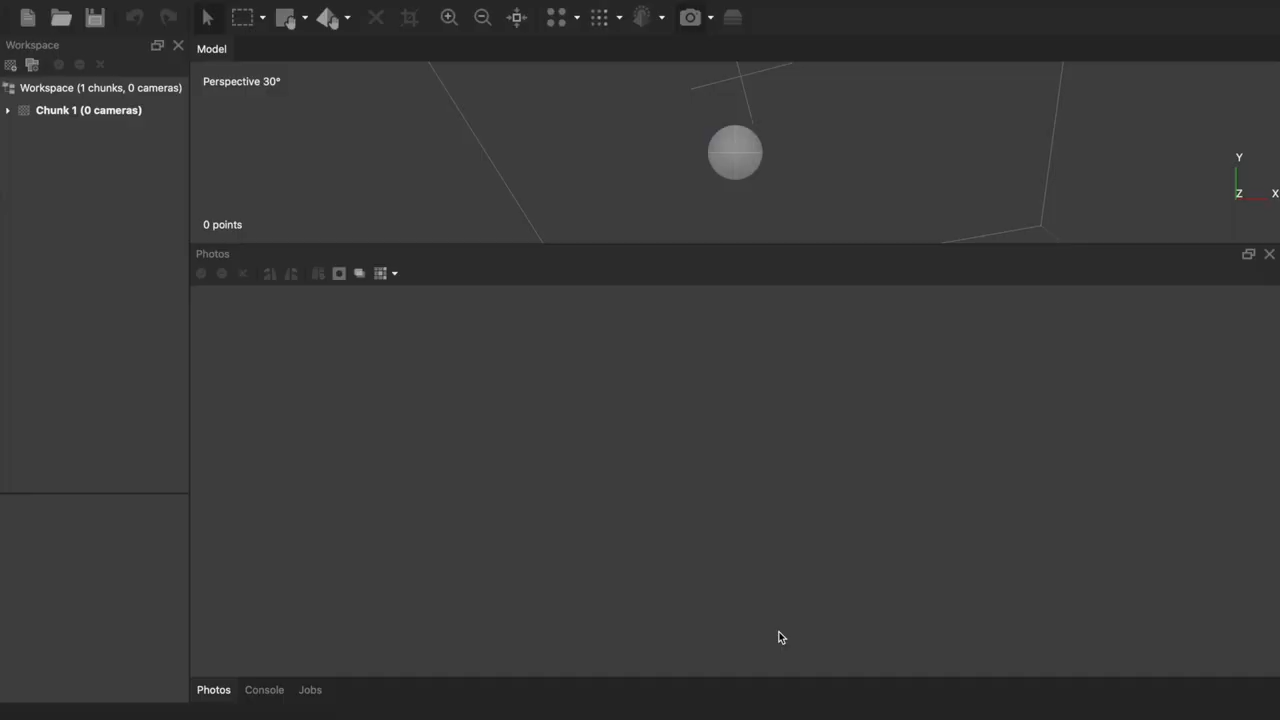 Workspace
Model
Workspace (1 chunks, 0 cameras)
Chunk 1 (0 cameras)
Perspective 30°
Y
Z
X
0 points
Photos
Photos
Console
Jobs